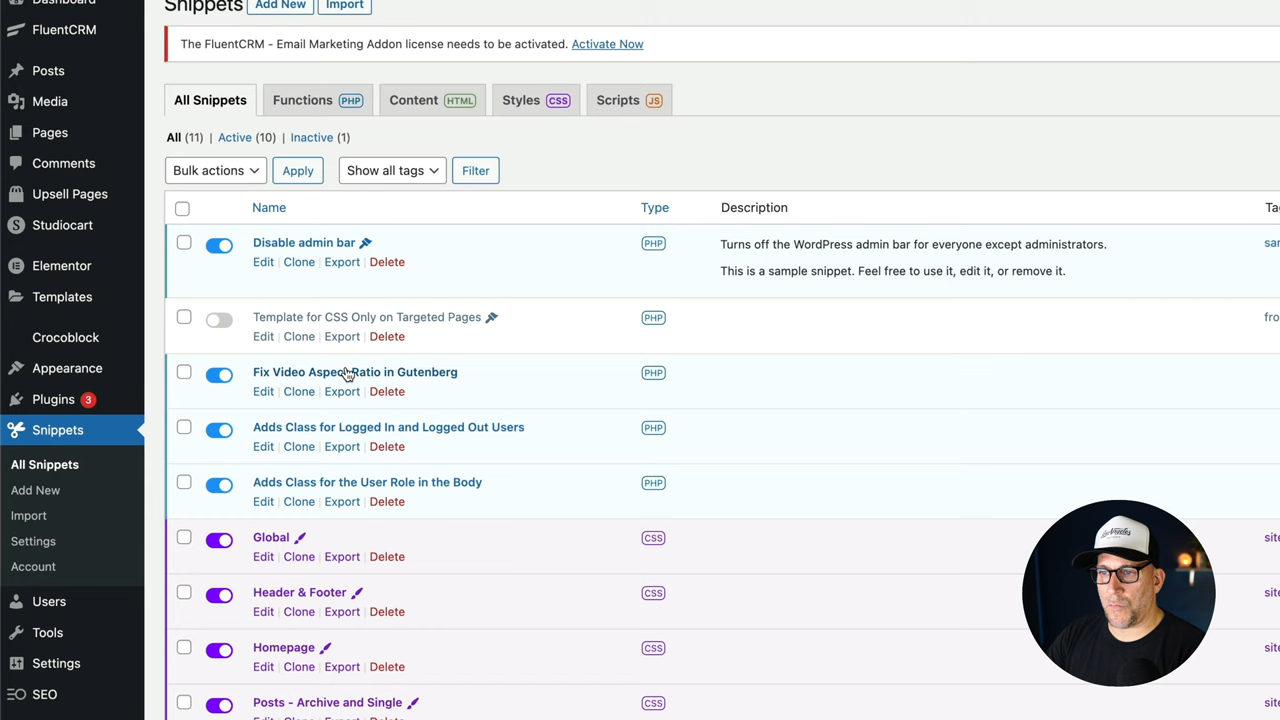 Dashboard
Snippets Add New Import
FluentCRM
The FluentCRM - Email Marketing Addon license needs to be activated. Activate Now
Posts
Media
Pages
Comments
Upsell Pages
Studiocart
Elementor
Templates
Crocoblock
Appearance
Plugins 3
Snippets
All Snippets
Add New
Import
Settings
Account
Users
Tools
Settings
SEO
All Snippets Functions PHP Content HTML Styles CSS Scripts JS
All (11) | Active (10) | Inactive (1)
Bulk actions Apply Show all tags Filter
Name Type Description
Disable admin bar PHP Turns off the WordPress admin bar for everyone except administrators.
Edit | Clone | Export | Delete This is a sample snippet. Feel free to use it, edit it, or remove it.
Template for CSS Only on Targeted Pages PHP
Edit | Clone | Export | Delete
Fix Video Aspect Ratio in Gutenberg PHP
Edit | Clone | Export | Delete
Adds Class for Logged In and Logged Out Users PHP
Edit | Clone | Export | Delete
Adds Class for the User Role in the Body PHP
Edit | Clone | Export | Delete
Global CSS
Edit | Clone | Export | Delete
Header & Footer CSS
Edit | Clone | Export | Delete
Homepage CSS
Edit | Clone | Export | Delete
Posts - Archive and Single CSS